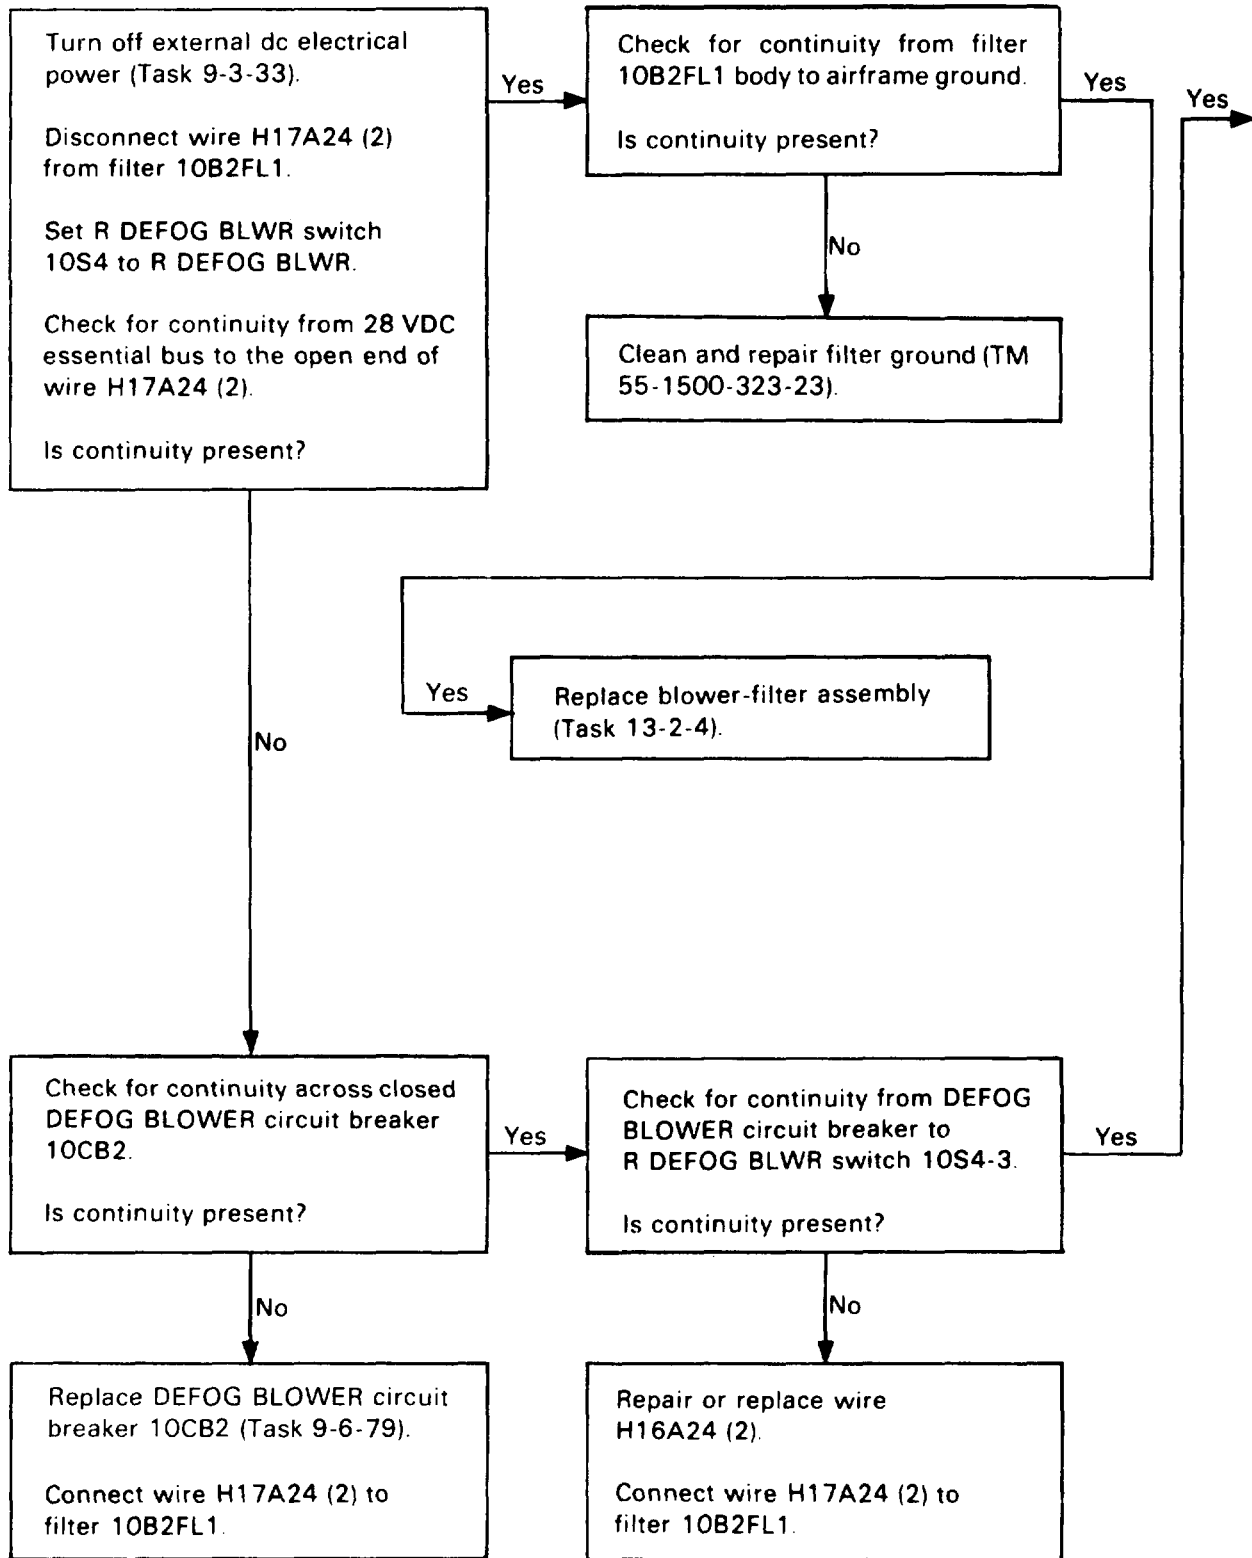 Turn off external dc electrical
power (Task 9-3-33).
Disconnect wire H17A24 (2)
from filter 10B2FL1.
Set R DEFOG BLWR switch
10S4 to R DEFOG BLWR.
Check for continuity from 28 VDC
essential bus to the open end of
wire H17A24 (2).
Is continuity present?
Yes
Check for continuity from filter
10B2FL1 body to airframe ground.
Is continuity present?
Yes
Yes
No
Clean and repair filter ground (TM
55-1500-323-23).
Yes
Replace blower-filter assembly
(Task 13-2-4).
No
Check for continuity across closed
DEFOG BLOWER circuit breaker
10CB2.
Is continuity present?
Yes
Check for continuity from DEFOG
BLOWER circuit breaker to
R DEFOG BLWR switch 10S4-3.
Is continuity present?
Yes
No
No
Replace DEFOG BLOWER circuit
breaker 10CB2 (Task 9-6-79).
Connect wire H17A24 (2) to
filter 10B2FL1.
Repair or replace wire
H16A24 (2).
Connect wire H17A24 (2) to
filter 10B2FL1.